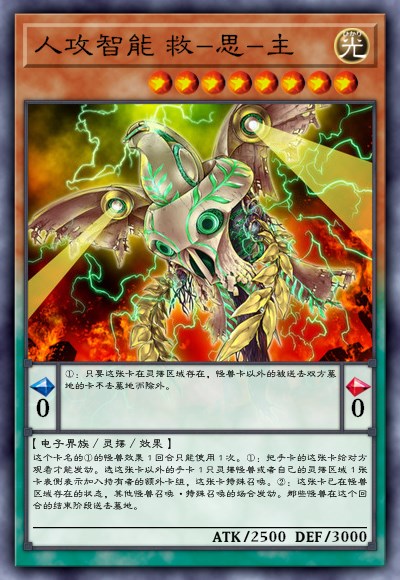 人攻智能 救－思－主
光
①：只要这张卡在灵摆区域存在，怪兽卡以外的被送去双方墓
地的卡不去墓地而除外。
0
0
【电子界族／灵摆／效果】
这个卡名的①的怪兽效果1回合只能使用1次。①：把手卡的这张卡给对方
观看才能发动。选这张卡以外的手卡1只灵摆怪兽或者自己的灵摆区域1张
卡表侧表示加入持有者的额外卡组，这张卡特殊召唤。②：这张卡已在怪兽
区域存在的状态，其他怪兽召唤·特殊召唤的场合发动。那些怪兽在这个回
合的结束阶段送去墓地。
ATK/2500 DEF/3000